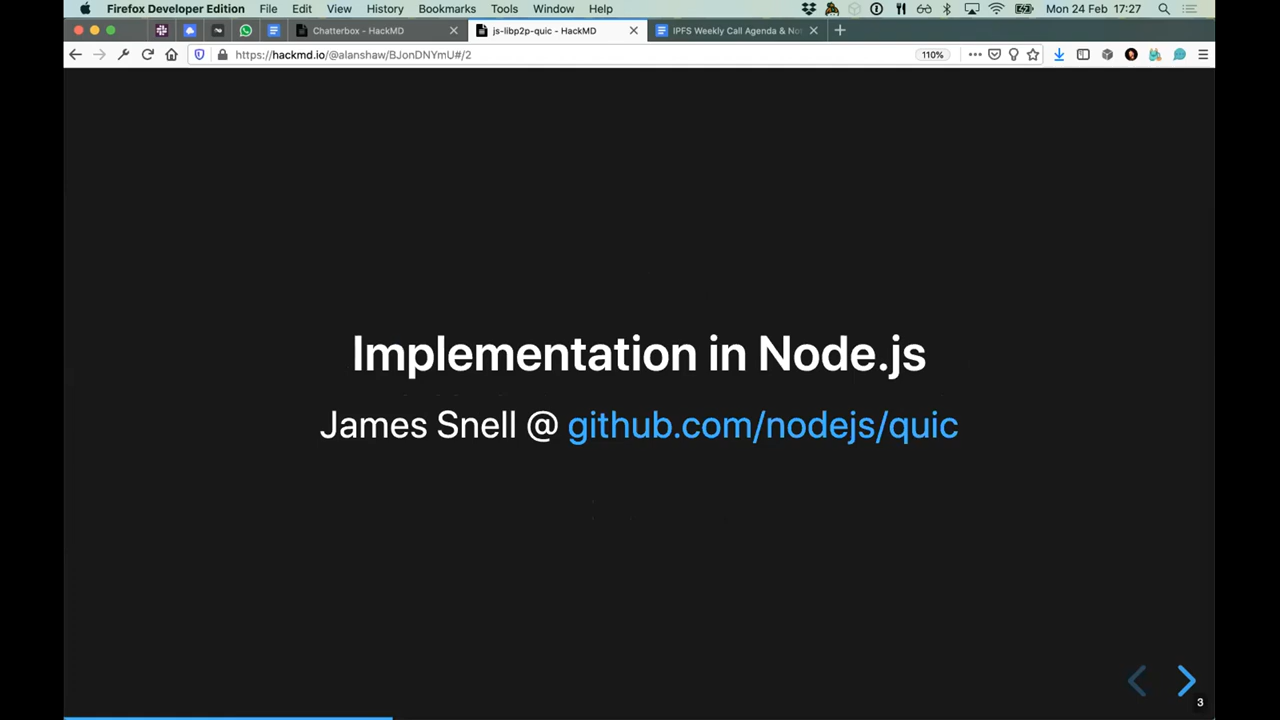 Firefox Developer Edition File Edit View History Bookmarks Tools Window Help Mon 24 Feb 17:27
Chatterbox - HackMD js-libp2p-quic - HackMD IPFS Weekly Call Agenda & No
https://hackmd.io/@alanshaw/BJonDNYmU#/2 110%
Implementation in Node.js
James Snell @ github.com/nodejs/quic
3